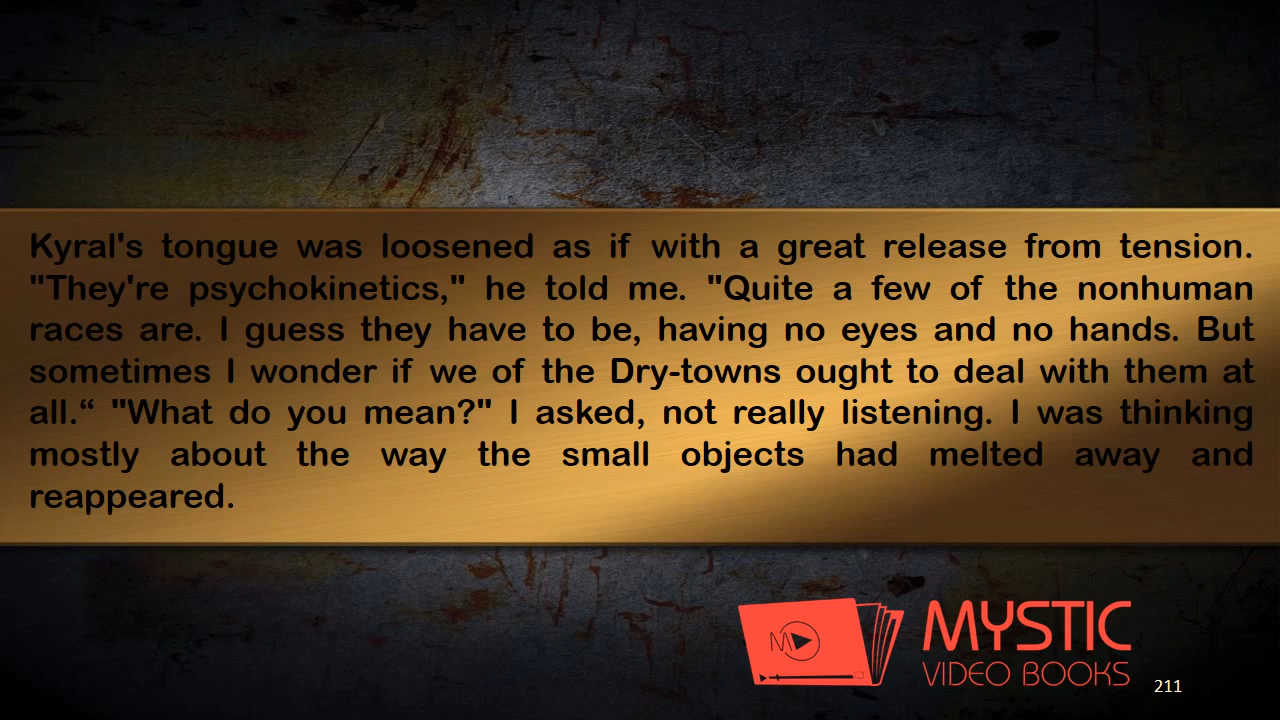 Kyral's tongue was loosened as if with a great release from tension.
"They're psychokinetics," he told me. "Quite a few of the nonhuman
races are. I guess they have to be, having no eyes and no hands. But
sometimes I wonder if we of the Dry-towns ought to deal with them at
all.“ "What do you mean?" I asked, not really listening. I was thinking
mostly about the way the small objects had melted away and
reappeared.
MYSTIC
VIDEO BOOKS
211